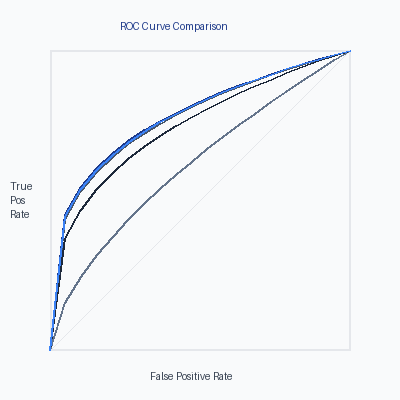 ROC Curve Comparison
True
Pos
Rate
False Positive Rate